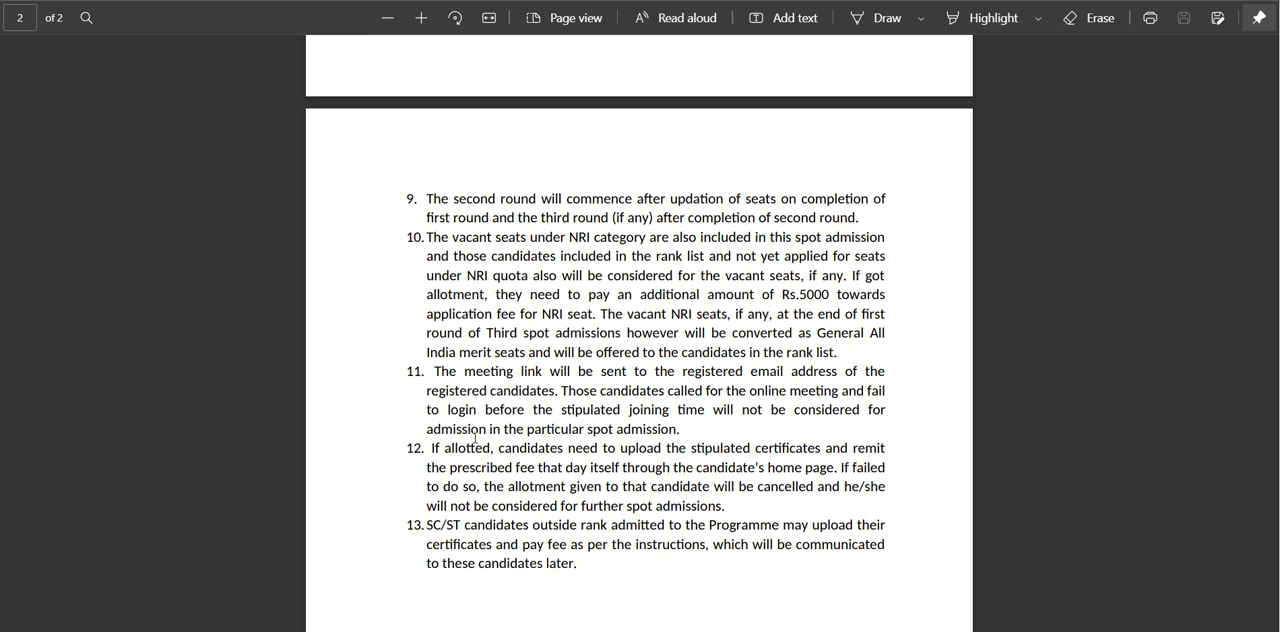 2 of 2 Page view Read aloud Add text Draw Highlight Erase
9. The second round will commence after updation of seats on completion of
first round and the third round (if any) after completion of second round.
10. The vacant seats under NRI category are also included in this spot admission
and those candidates included in the rank list and not yet applied for seats
under NRI quota also will be considered for the vacant seats, if any. If got
allotment, they need to pay an additional amount of Rs.5000 towards
application fee for NRI seat. The vacant NRI seats, if any, at the end of first
round of Third spot admissions however will be converted as General All
India merit seats and will be offered to the candidates in the rank list.
11. The meeting link will be sent to the registered email address of the
registered candidates. Those candidates called for the online meeting and fail
to login before the stipulated joining time will not be considered for
admission in the particular spot admission.
12. If allotted, candidates need to upload the stipulated certificates and remit
the prescribed fee that day itself through the candidate's home page. If failed
to do so, the allotment given to that candidate will be cancelled and he/she
will not be considered for further spot admissions.
13. SC/ST candidates outside rank admitted to the Programme may upload their
certificates and pay fee as per the instructions, which will be communicated
to these candidates later.